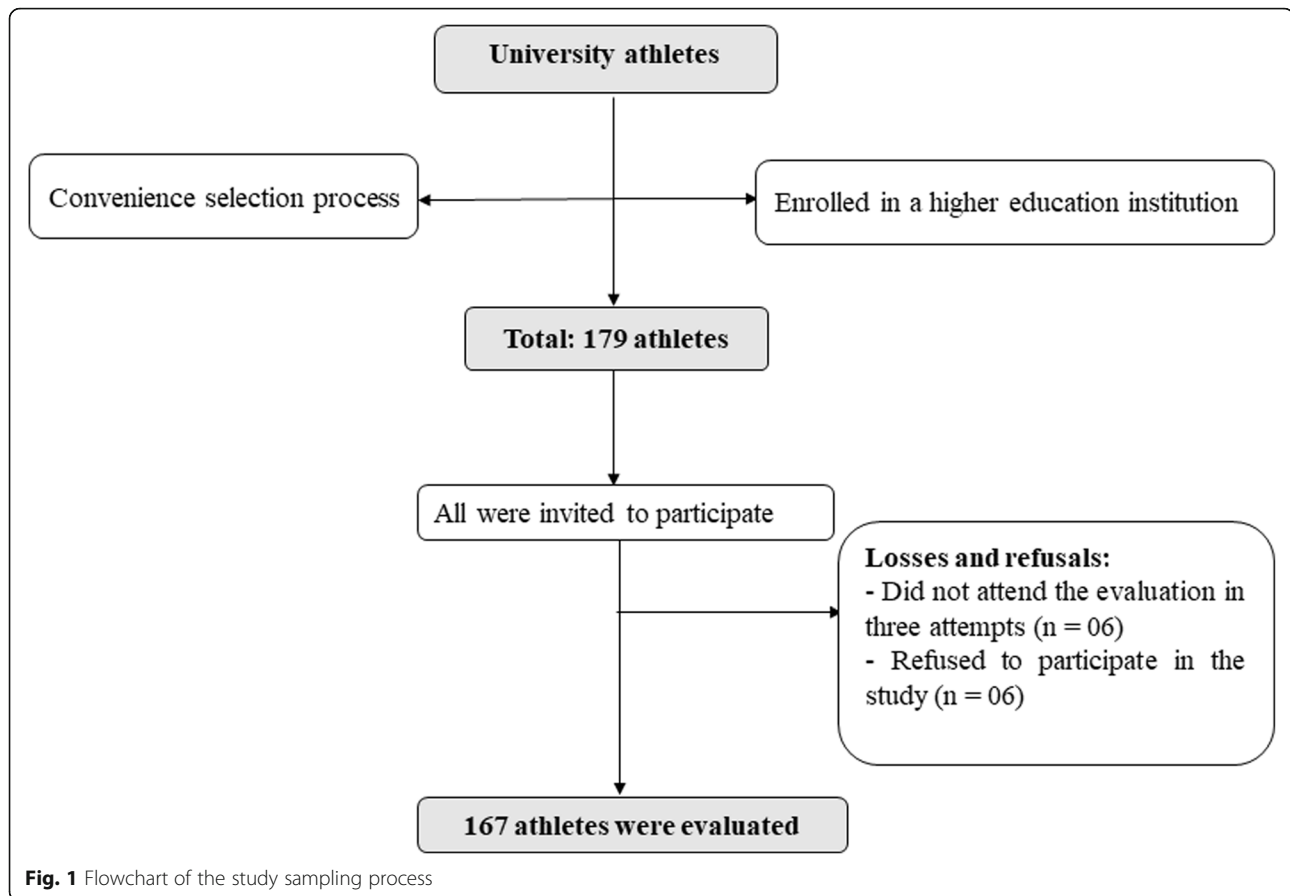 University athletes
Convenience selection process
Enrolled in a higher education institution
Total: 179 athletes
All were invited to participate
Losses and refusals:
- Did not attend the evaluation in
three attempts (n = 06)
- Refused to participate in the
study (n = 06)
167 athletes were evaluated
Fig. 1 Flowchart of the study sampling process